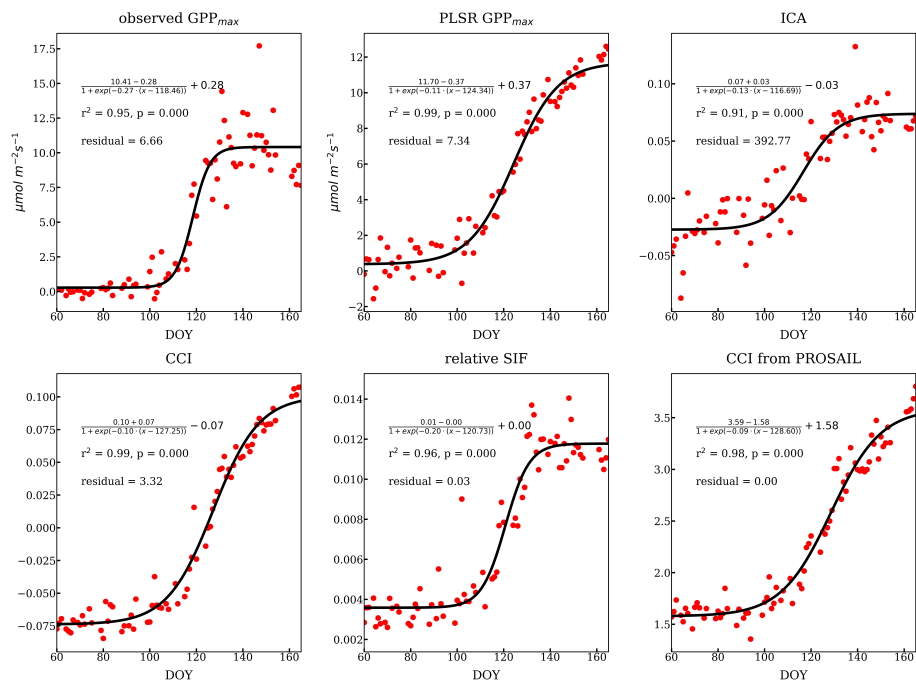 observed GPPmax
PLSR GPPmax
ICA
μmol m⁻²s⁻¹
17.5
15.0
12.5
10.0
7.5
5.0
2.5
0.0
10.41 − 0.28
1 + exp(−0.27 · (x − 118.46)) + 0.28
r² = 0.95, p = 0.000
residual = 6.66
60 80 100 120 140 160
DOY
μmol m⁻²s⁻¹
12
10
8
6
4
2
0
−2
11.70 − 0.37
1 + exp(−0.11 · (x − 124.34)) + 0.37
r² = 0.99, p = 0.000
residual = 7.34
60 80 100 120 140 160
DOY
0.10
0.05
0.00
−0.05
0.07 + 0.03
1 + exp(−0.13 · (x − 116.69)) − 0.03
r² = 0.91, p = 0.000
residual = 392.77
60 80 100 120 140 160
DOY
CCI
relative SIF
CCI from PROSAIL
0.100
0.075
0.050
0.025
0.000
−0.025
−0.050
−0.075
0.10 + 0.07
1 + exp(−0.10 · (x − 127.25)) − 0.07
r² = 0.99, p = 0.000
residual = 3.32
60 80 100 120 140 160
DOY
0.014
0.012
0.010
0.008
0.006
0.004
0.002
0.01 − 0.00
1 + exp(−0.20 · (x − 120.73)) + 0.00
r² = 0.96, p = 0.000
residual = 0.03
60 80 100 120 140 160
DOY
3.5
3.0
2.5
2.0
1.5
3.59 − 1.58
1 + exp(−0.09 · (x − 128.60)) + 1.58
r² = 0.98, p = 0.000
residual = 0.00
60 80 100 120 140 160
DOY